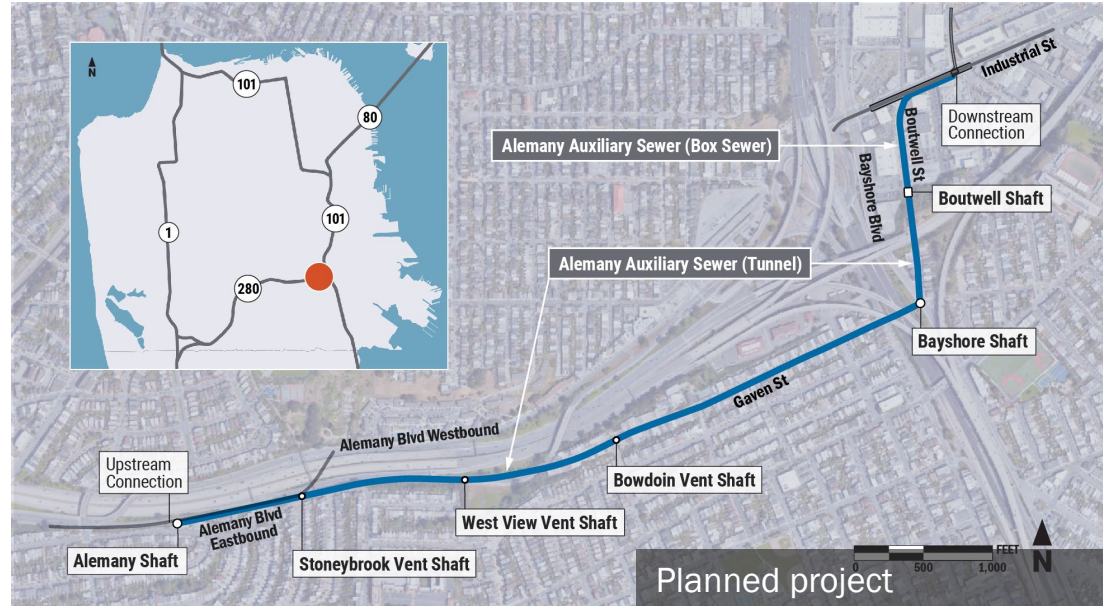 N
101
80
101
1
280
Industrial St
Downstream
Connection
Boutwell St
Bayshore Blvd
Alemany Auxiliary Sewer (Box Sewer)
Boutwell Shaft
Alemany Auxiliary Sewer (Tunnel)
Bayshore Shaft
Gaven St
Alemany Blvd Westbound
Upstream
Connection
Bowdoin Vent Shaft
West View Vent Shaft
Alemany Blvd
Eastbound
Alemany Shaft
Stoneybrook Vent Shaft
FEET
0 500 1,000
N
Planned project